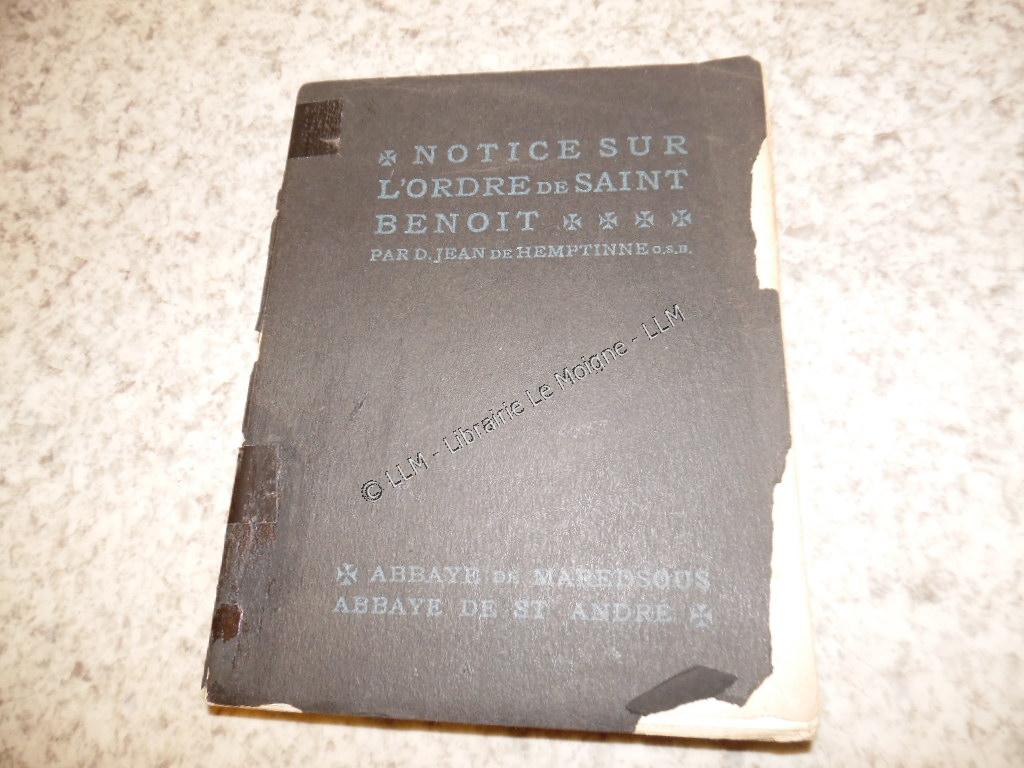 ✠ NOTICE SUR
L'ORDRE DE SAINT
BENOIT ✠ ✠ ✠ ✠
PAR D. JEAN DE HEMPTINNE O.S.B.
© LLM - Librairie Le Moigne - LLM
✠ ABBAYE DE MAREDSOUS
ABBAYE DE ST ANDRÉ ✠